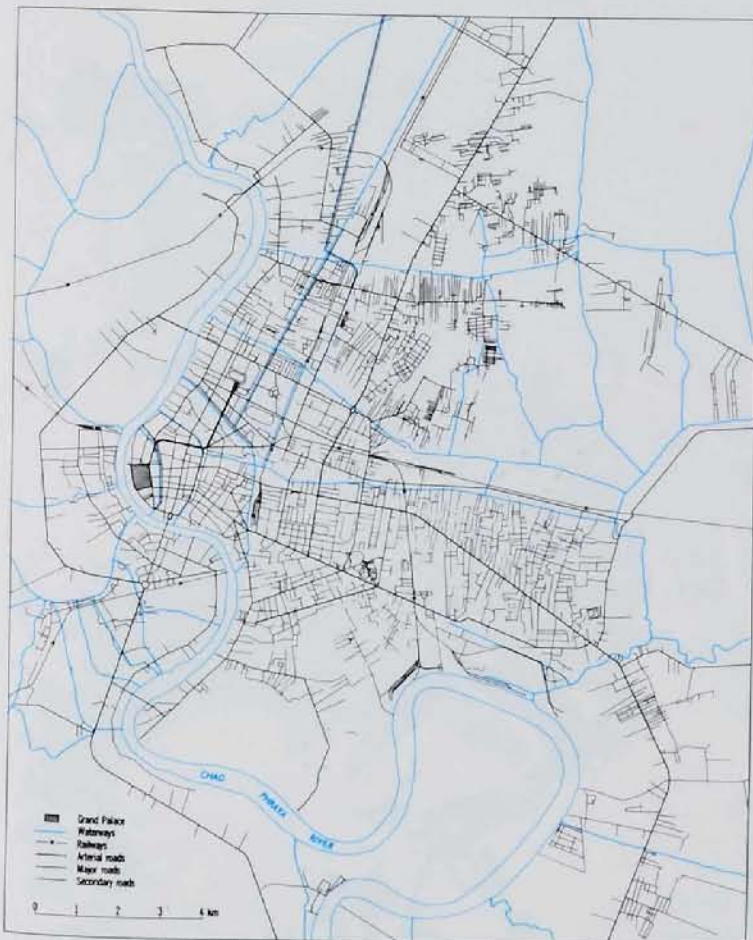 CHAO
PHRAYA
RIVER
Grand Palace
Waterways
Railways
Arterial roads
Major roads
Secondary roads
0 1 2 3 4 km